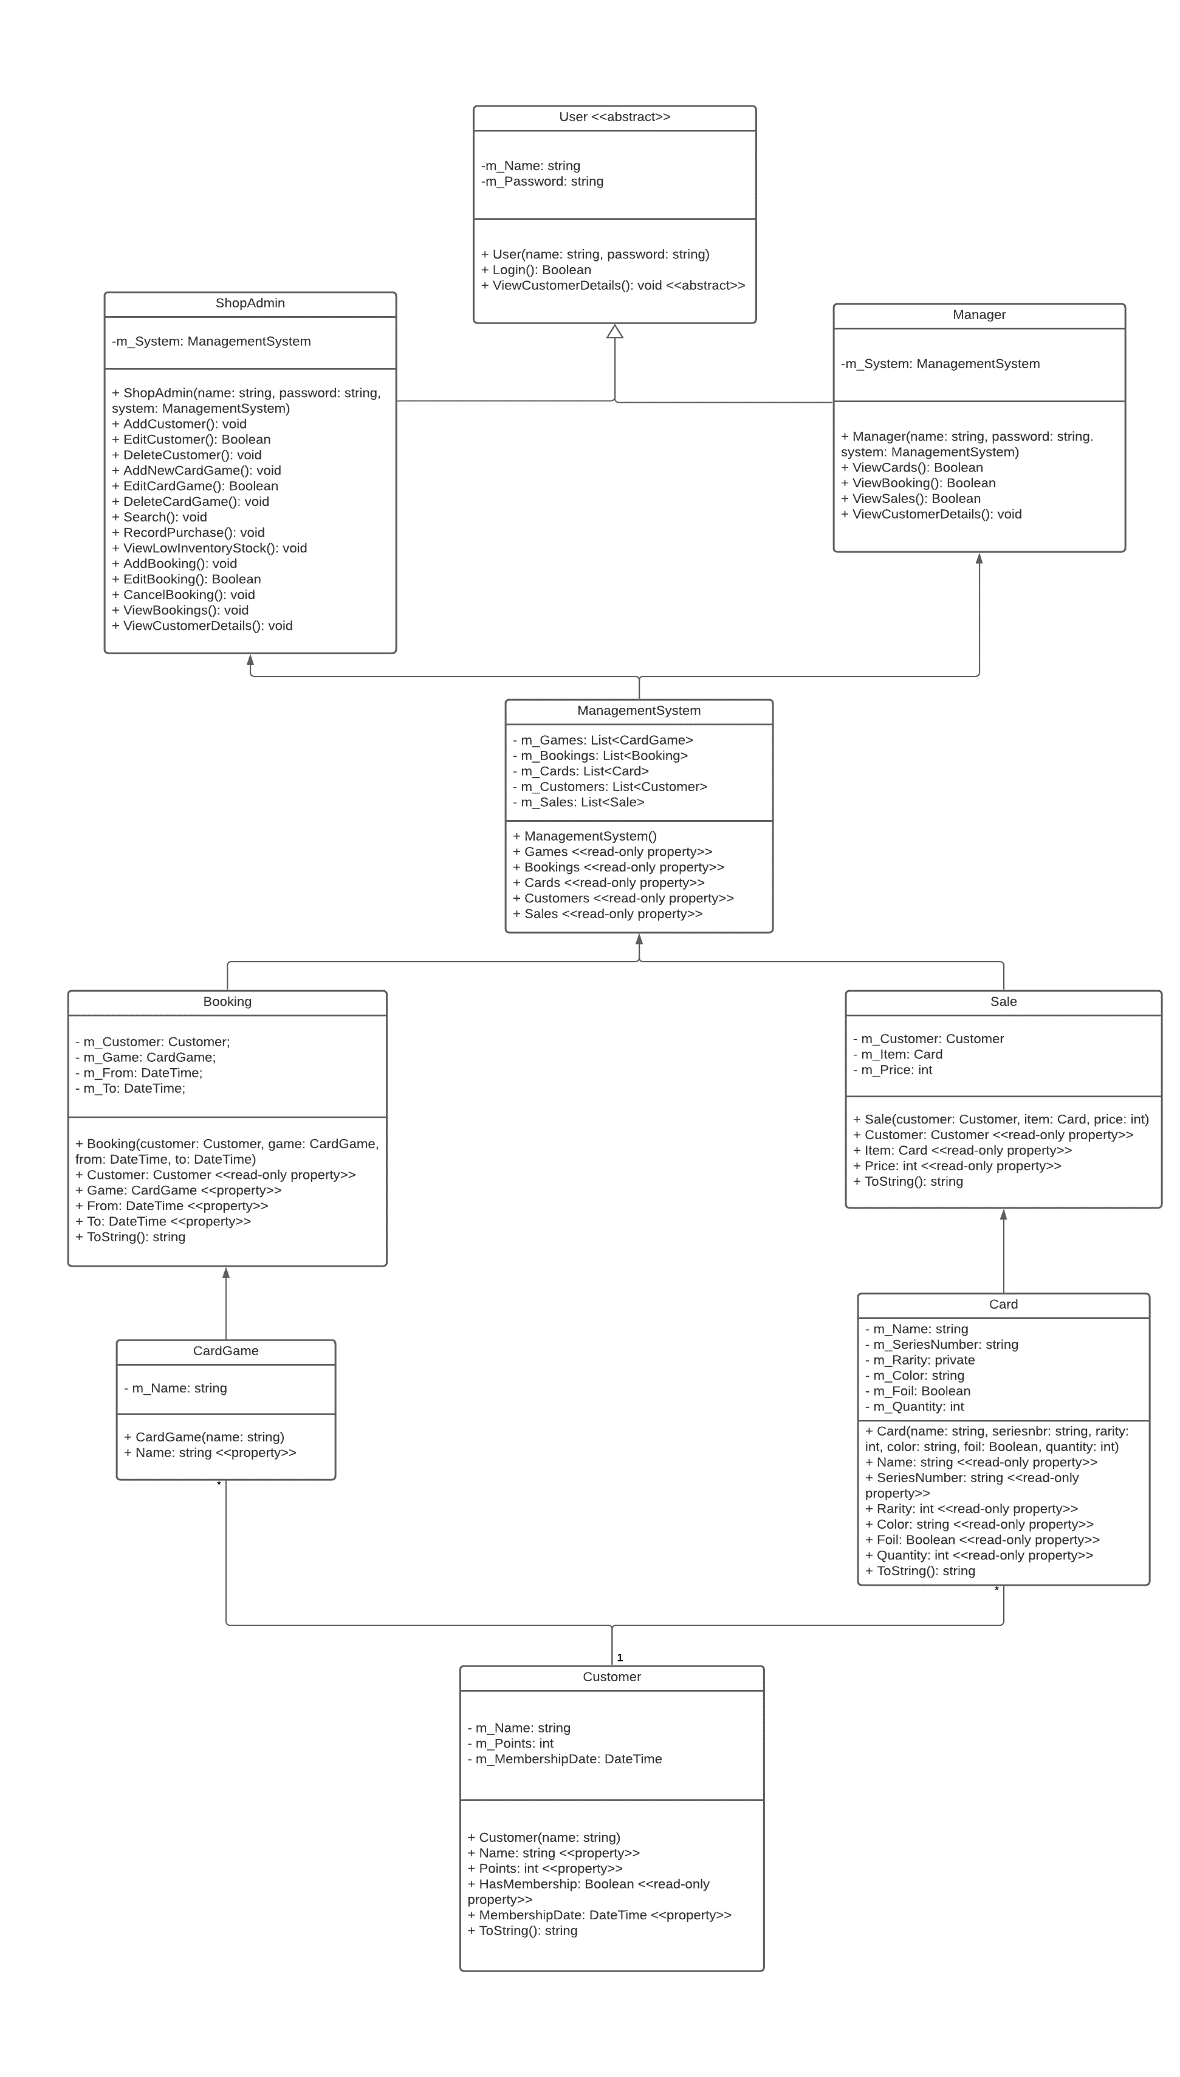 User <<abstract>>
-m_Name: string
-m_Password: string
+ User(name: string, password: string)
+ Login(): Boolean
+ ViewCustomerDetails(): void <<abstract>>
ShopAdmin
-m_System: ManagementSystem
+ ShopAdmin(name: string, password: string,
system: ManagementSystem)
+ AddCustomer(): void
+ EditCustomer(): Boolean
+ DeleteCustomer(): void
+ AddNewCardGame(): void
+ EditCardGame(): Boolean
+ DeleteCardGame(): void
+ Search(): void
+ RecordPurchase(): void
+ ViewLowInventoryStock(): void
+ AddBooking(): void
+ EditBooking(): Boolean
+ CancelBooking(): void
+ ViewBookings(): void
+ ViewCustomerDetails(): void
Manager
-m_System: ManagementSystem
+ Manager(name: string, password: string.
system: ManagementSystem)
+ ViewCards(): Boolean
+ ViewBooking(): Boolean
+ ViewSales(): Boolean
+ ViewCustomerDetails(): void
ManagementSystem
- m_Games: List<CardGame>
- m_Bookings: List<Booking>
- m_Cards: List<Card>
- m_Customers: List<Customer>
- m_Sales: List<Sale>
+ ManagementSystem()
+ Games <<read-only property>>
+ Bookings <<read-only property>>
+ Cards <<read-only property>>
+ Customers <<read-only property>>
+ Sales <<read-only property>>
Booking
- m_Customer: Customer;
- m_Game: CardGame;
- m_From: DateTime;
- m_To: DateTime;
+ Booking(customer: Customer, game: CardGame,
from: DateTime, to: DateTime)
+ Customer: Customer <<read-only property>>
+ Game: CardGame <<property>>
+ From: DateTime <<property>>
+ To: DateTime <<property>>
+ ToString(): string
Sale
- m_Customer: Customer
- m_Item: Card
- m_Price: int
+ Sale(customer: Customer, item: Card, price: int)
+ Customer: Customer <<read-only property>>
+ Item: Card <<read-only property>>
+ Price: int <<read-only property>>
+ ToString(): string
CardGame
- m_Name: string
+ CardGame(name: string)
+ Name: string <<property>>
*
Card
- m_Name: string
- m_SeriesNumber: string
- m_Rarity: private
- m_Color: string
- m_Foil: Boolean
- m_Quantity: int
+ Card(name: string, seriesnbr: string, rarity:
int, color: string, foil: Boolean, quantity: int)
+ Name: string <<read-only property>>
+ SeriesNumber: string <<read-only
property>>
+ Rarity: int <<read-only property>>
+ Color: string <<read-only property>>
+ Foil: Boolean <<read-only property>>
+ Quantity: int <<read-only property>>
+ ToString(): string
*
1
Customer
- m_Name: string
- m_Points: int
- m_MembershipDate: DateTime
+ Customer(name: string)
+ Name: string <<property>>
+ Points: int <<property>>
+ HasMembership: Boolean <<read-only
property>>
+ MembershipDate: DateTime <<property>>
+ ToString(): string